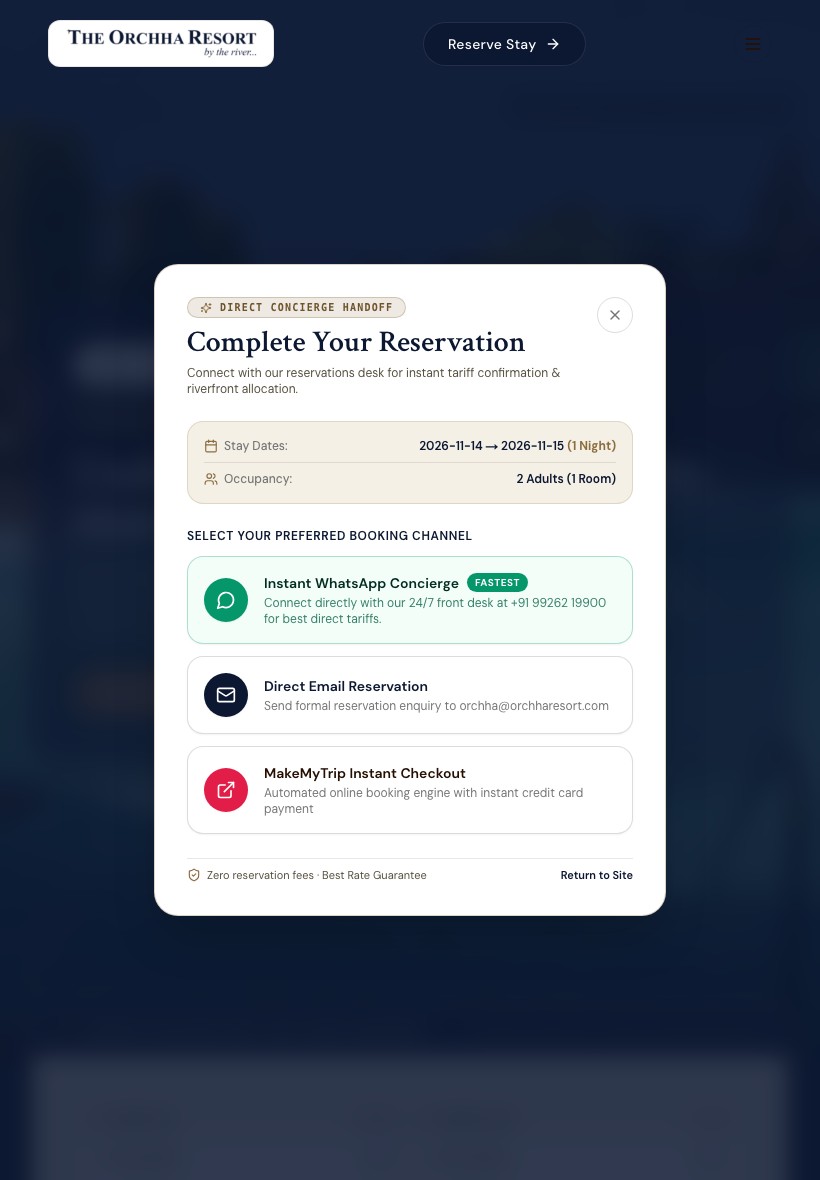 THE ORCHHA RESORT
by the river...
Reserve Stay
DIRECT CONCIERGE HANDOFF
Complete Your Reservation
Connect with our reservations desk for instant tariff confirmation &
riverfront allocation.
Stay Dates: 2026-11-14 → 2026-11-15 (1 Night)
Occupancy: 2 Adults (1 Room)
SELECT YOUR PREFERRED BOOKING CHANNEL
Instant WhatsApp Concierge FASTEST
Connect directly with our 24/7 front desk at +91 99262 19900
for best direct tariffs.
Direct Email Reservation
Send formal reservation enquiry to orchha@orchharesort.com
MakeMyTrip Instant Checkout
Automated online booking engine with instant credit card
payment
Zero reservation fees · Best Rate Guarantee Return to Site